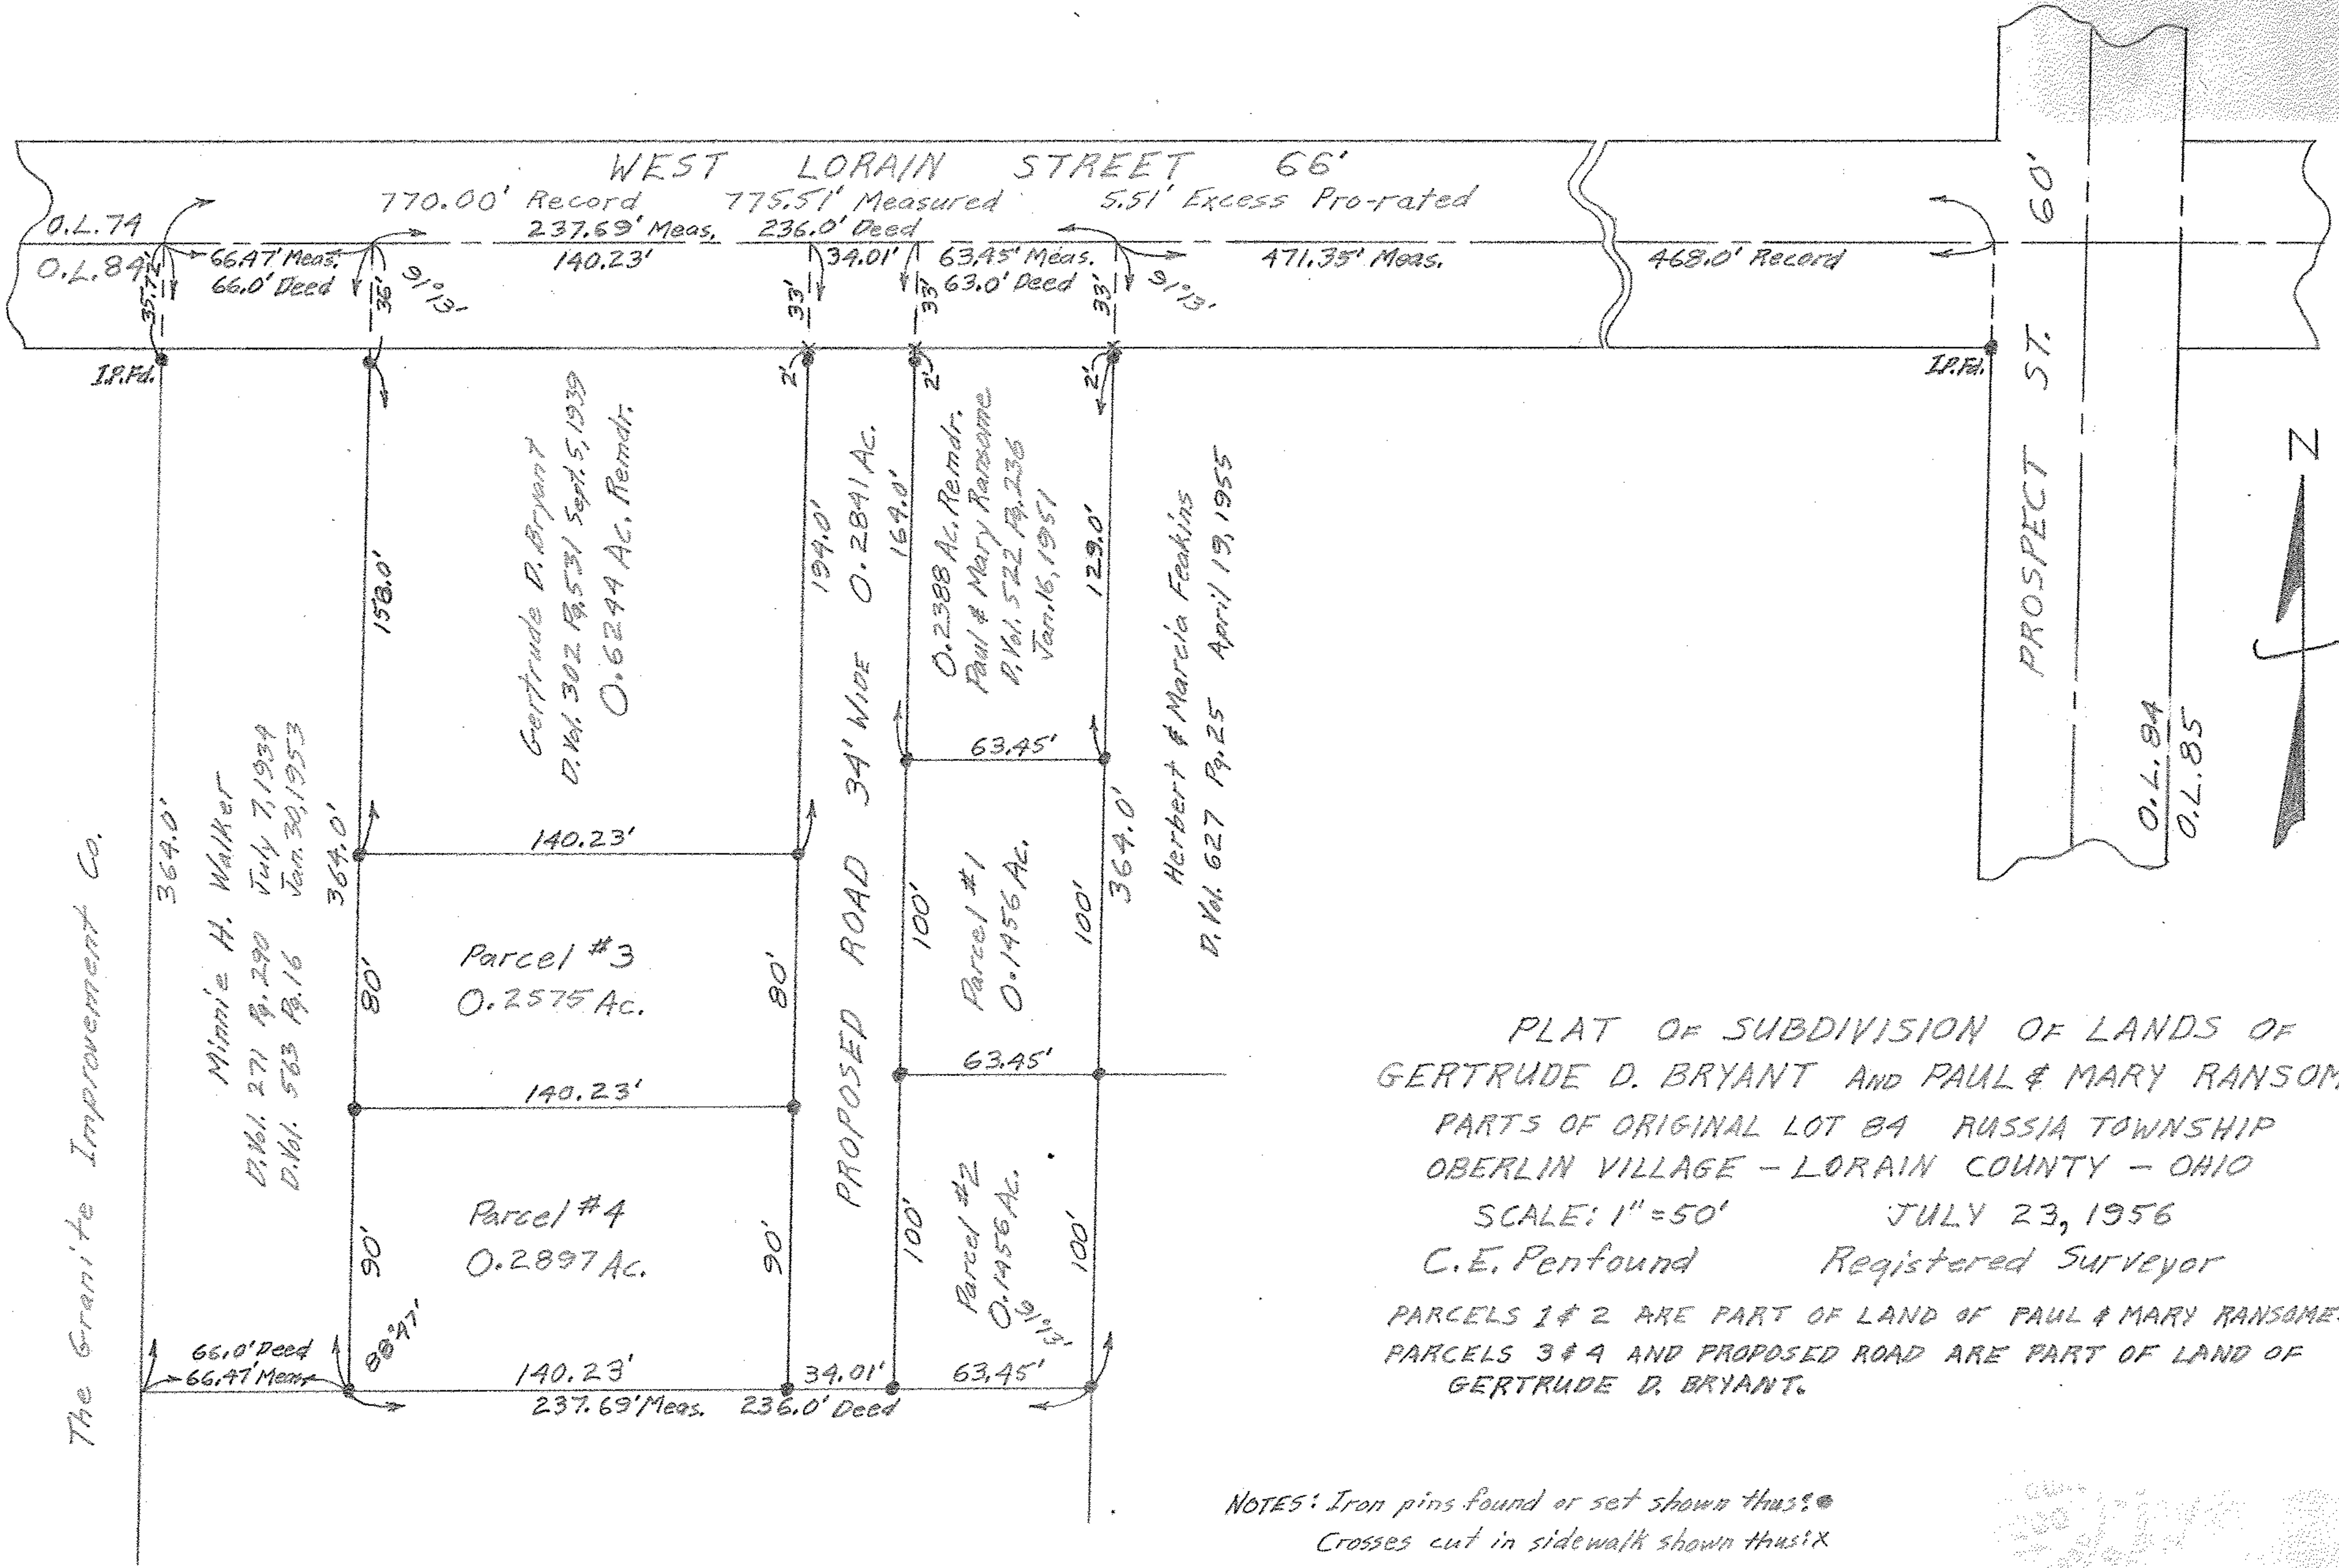 WEST LORAIN STREET 66'
770.00' Record 775.51' Measured 5.51' Excess Pro-rated
237.69' Meas. 236.0' Deed
O.L.74
O.L.84
66.47' Meas.
66.0' Deed
140.23'
34.01'
63.45' Meas.
63.0' Deed
471.35' Meas.
468.0' Record
35.72'
36'
91°13'
33'
33'
33'
91°13'
I.P.Fd.
2'
2'
2'
I.P.Fd.
PROSPECT ST. 60'
O.L.84
O.L.85
N
The Granite Improvement Co.
364.0'
Minnie H. Walker
D.Vol. 271 Pg.290 July 7,1934
D.Vol. 563 Pg.16 Jan.30,1953
364.0'
158.0'
Gertrude D. Bryant
D.Vol. 302 Pg.531 Sept.5,1939
0.6244 Ac. Remdr.
194.0'
PROPOSED ROAD 34' WIDE 0.2841 Ac.
164.0'
0.2388 Ac. Remdr.
Paul & Mary Ransome
D.Vol. 522 Pg.236
Jan.16,1951
129.0'
Herbert & Marcia Feakins
D.Vol. 627 Pg.25 April 19,1955
63.45'
364.0'
140.23'
80'
Parcel #3
0.2575 Ac.
80'
100'
Parcel #1
0.1456 Ac.
100'
63.45'
140.23'
90'
Parcel #4
0.2897 Ac.
90'
100'
Parcel #2
0.1456 Ac.
100'
91°13'
88°47'
66.0' Deed
66.47' Meas.
140.23'
34.01'
63.45'
237.69' Meas. 236.0' Deed
PLAT OF SUBDIVISION OF LANDS OF
GERTRUDE D. BRYANT AND PAUL & MARY RANSOM
PARTS OF ORIGINAL LOT 84 RUSSIA TOWNSHIP
OBERLIN VILLAGE – LORAIN COUNTY – OHIO
SCALE: 1"=50' JULY 23, 1956
C.E. Penfound Registered Surveyor
PARCELS 1 & 2 ARE PART OF LAND OF PAUL & MARY RANSOME.
PARCELS 3 & 4 AND PROPOSED ROAD ARE PART OF LAND OF
GERTRUDE D. BRYANT.
NOTES: Iron pins found or set shown thus:●
Crosses cut in sidewalk shown thus:X